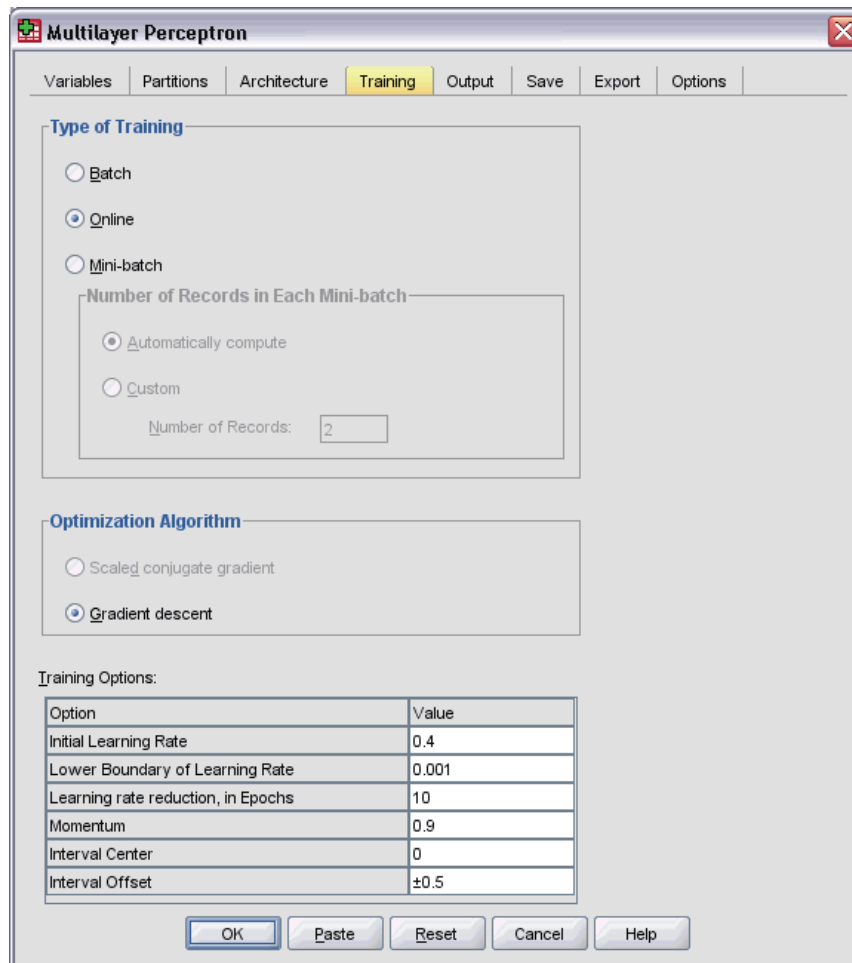 Multilayer Perceptron
Variables Partitions Architecture Training Output Save Export Options
Type of Training
Batch
Online
Mini-batch
Number of Records in Each Mini-batch
Automatically compute
Custom
Number of Records: 2
Optimization Algorithm
Scaled conjugate gradient
Gradient descent
Training Options:
Option Value
Initial Learning Rate 0.4
Lower Boundary of Learning Rate 0.001
Learning rate reduction, in Epochs 10
Momentum 0.9
Interval Center 0
Interval Offset ±0.5
OK Paste Reset Cancel Help